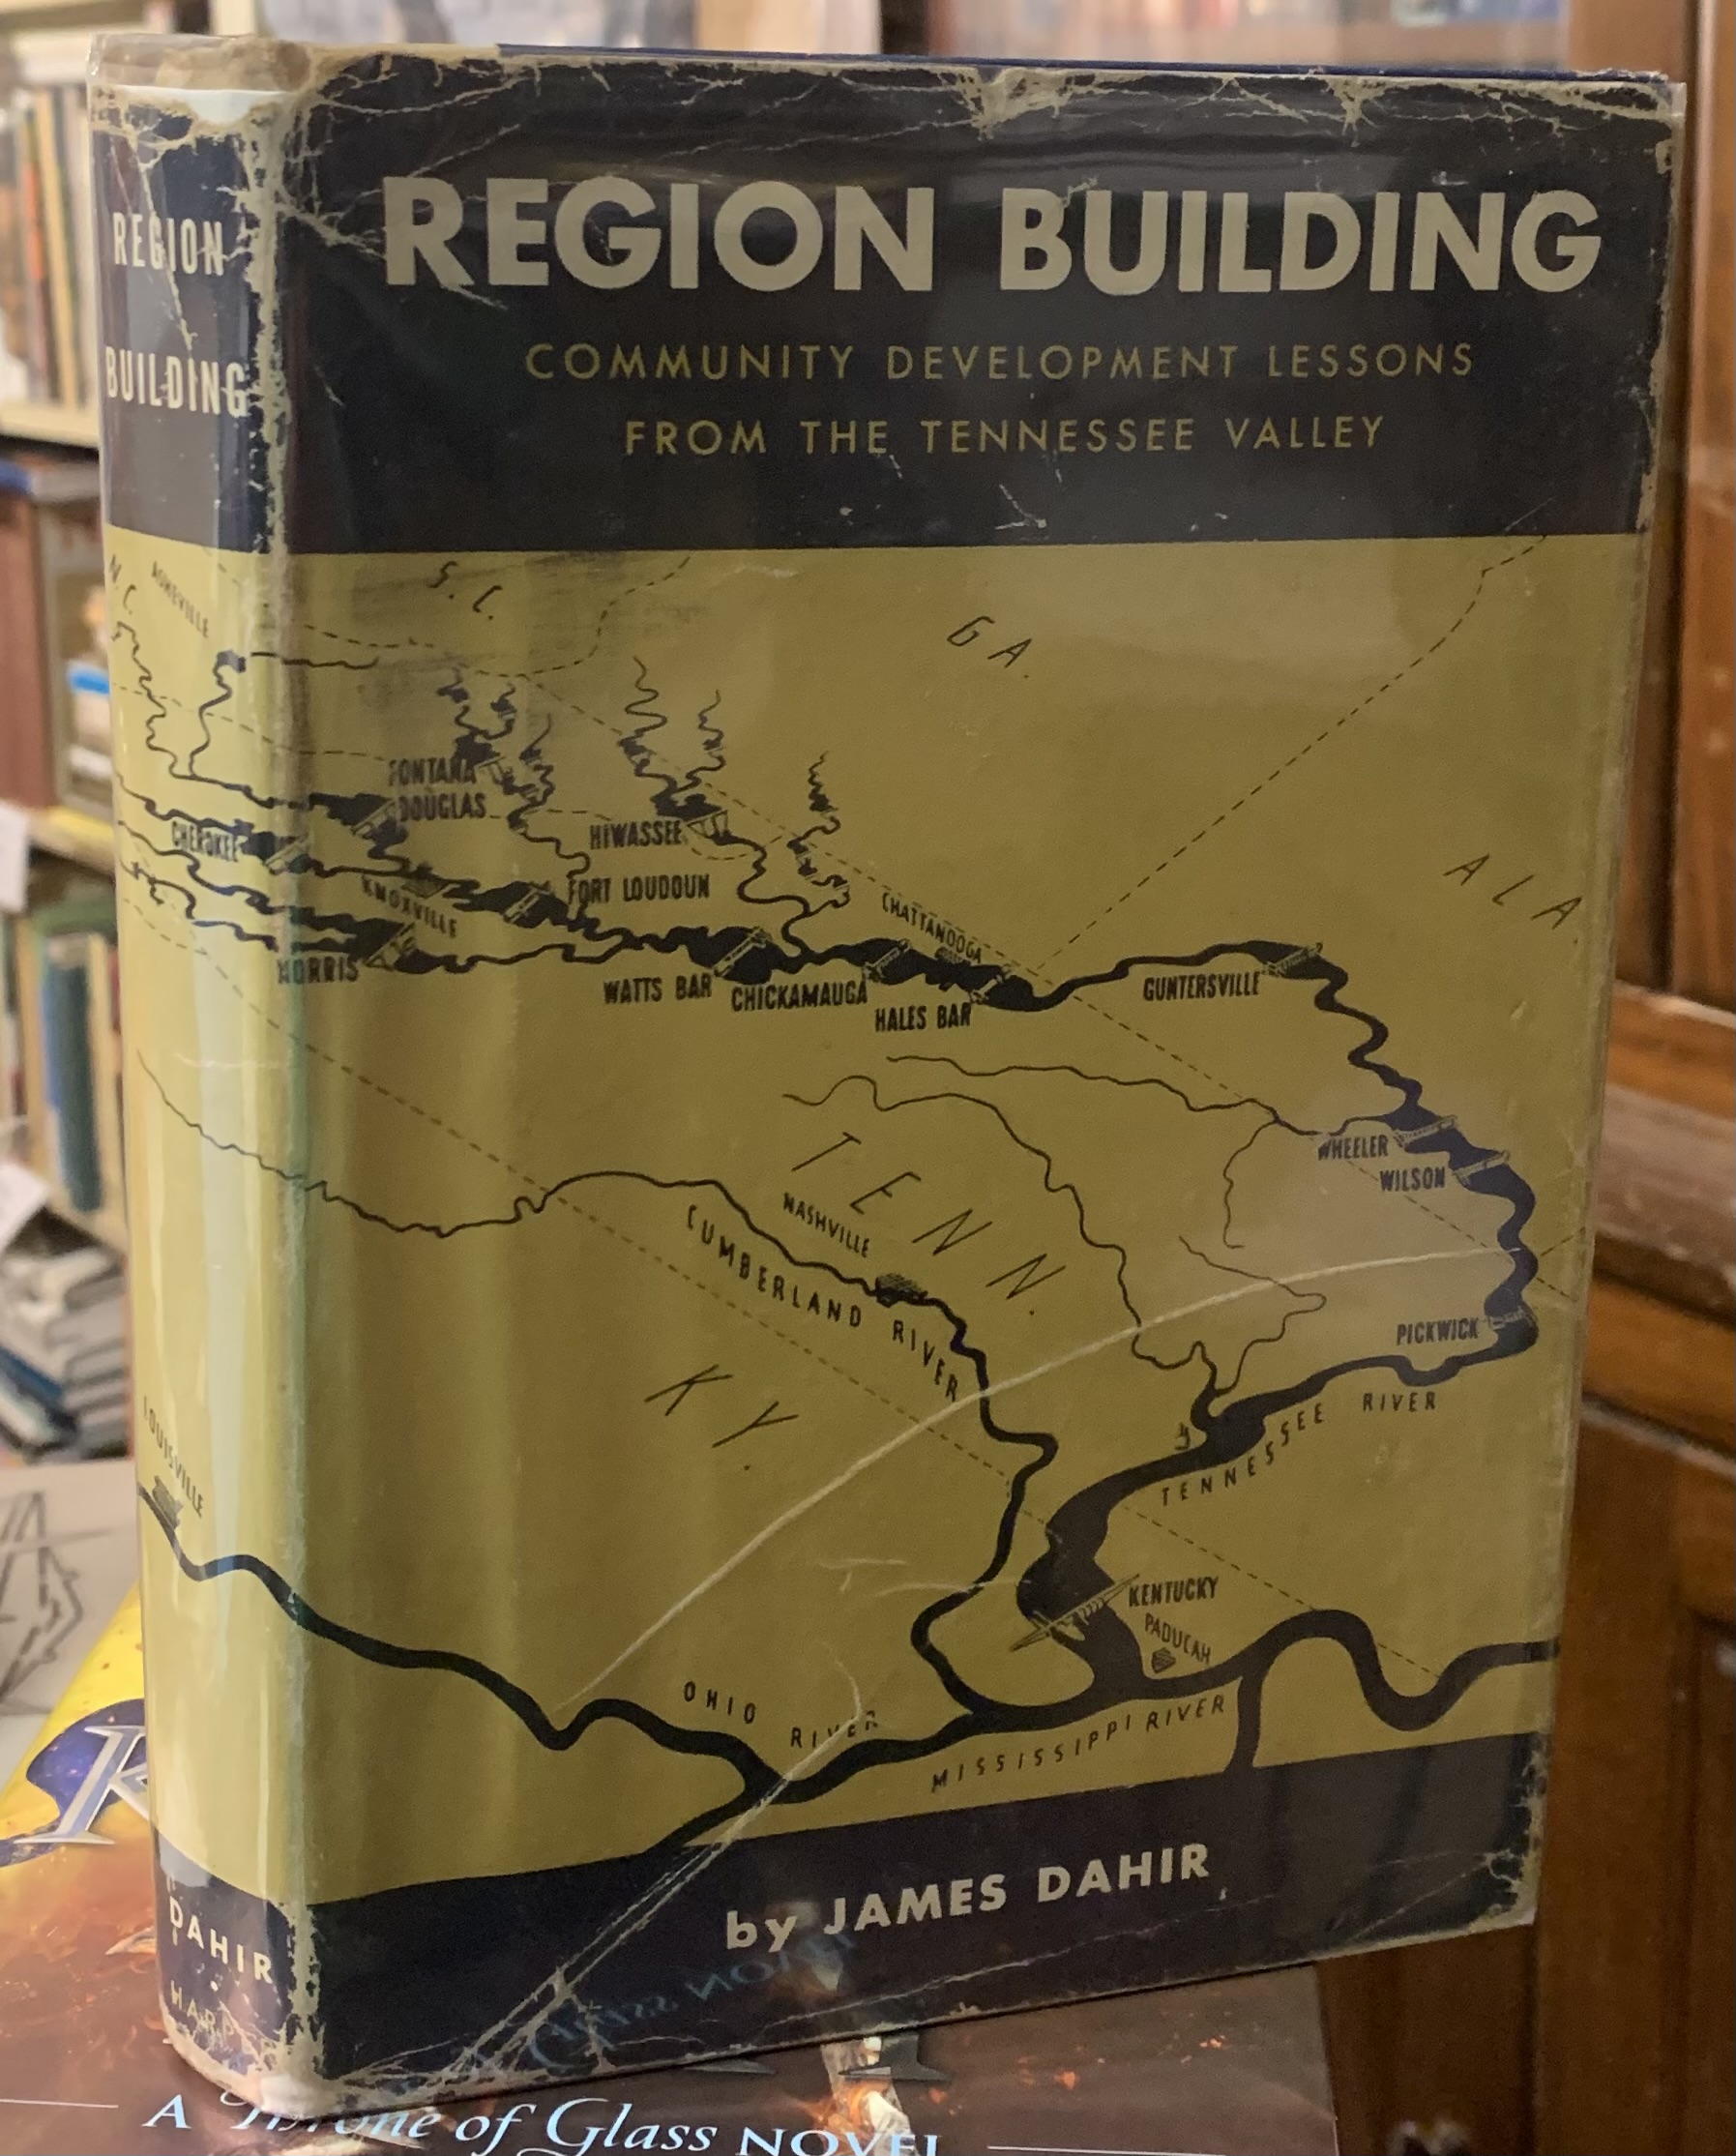 REGION BUILDING
COMMUNITY DEVELOPMENT LESSONS
FROM THE TENNESSEE VALLEY
REGION
BUILDING
N. C.
ASHEVILLE
S. C.
GA.
ALA.
FONTANA
DOUGLAS
CHEROKEE
HIWASSEE
FORT LOUDOUN
KNOXVILLE
NORRIS
WATTS BAR
CHICKAMAUGA
CHATTANOOGA
HALES BAR
GUNTERSVILLE
WHEELER
WILSON
TENN.
NASHVILLE
CUMBERLAND RIVER
PICKWICK
KY.
TENNESSEE RIVER
LOUISVILLE
KENTUCKY
PADUCAH
OHIO RIVER
MISSISSIPPI RIVER
by JAMES DAHIR
DAHIR
A Throne of Glass NOVEL